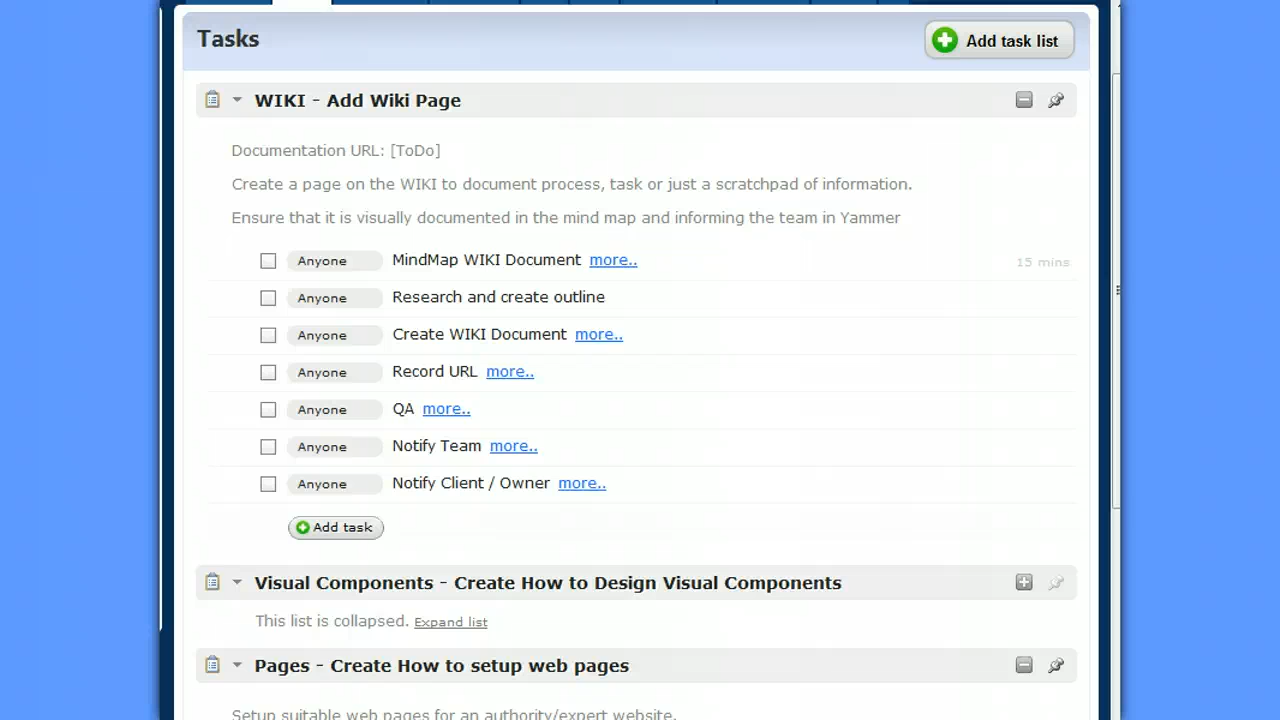 Tasks
Add task list
WIKI - Add Wiki Page
Documentation URL: [ToDo]
Create a page on the WIKI to document process, task or just a scratchpad of information.
Ensure that it is visually documented in the mind map and informing the team in Yammer
Anyone MindMap WIKI Document more.. 15 mins
Anyone Research and create outline
Anyone Create WIKI Document more..
Anyone Record URL more..
Anyone QA more..
Anyone Notify Team more..
Anyone Notify Client / Owner more..
Add task
Visual Components - Create How to Design Visual Components
This list is collapsed. Expand list
Pages - Create How to setup web pages
Setup suitable web pages for an authority/expert website.